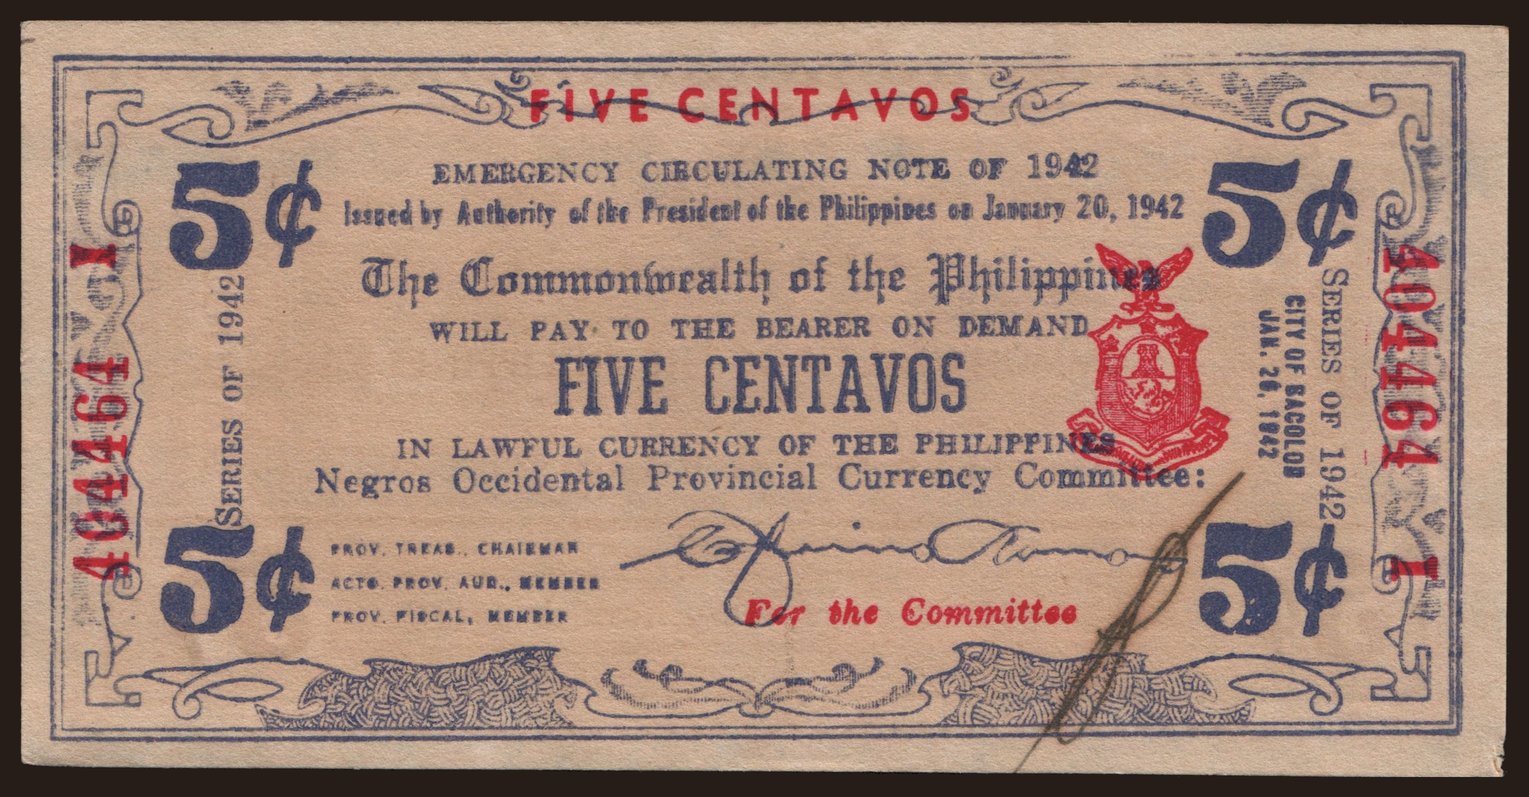 FIVE CENTAVOS
5¢ 5¢
EMERGENCY CIRCULATING NOTE OF 1942
Issued by Authority of the President of the Philippines on January 20, 1942
The Commonwealth of the Philippines
WILL PAY TO THE BEARER ON DEMAND
FIVE CENTAVOS
IN LAWFUL CURRENCY OF THE PHILIPPINES
Negros Occidental Provincial Currency Committee:
404464 I
SERIES OF 1942
SERIES OF 1942
CITY OF BACOLOD
JAN. 26, 1942
404464 I
5¢ 5¢
PROV. TREAS., CHAIRMAN
ACTG. PROV. AUD., MEMBER
PROV. FISCAL, MEMBER
For the Committee